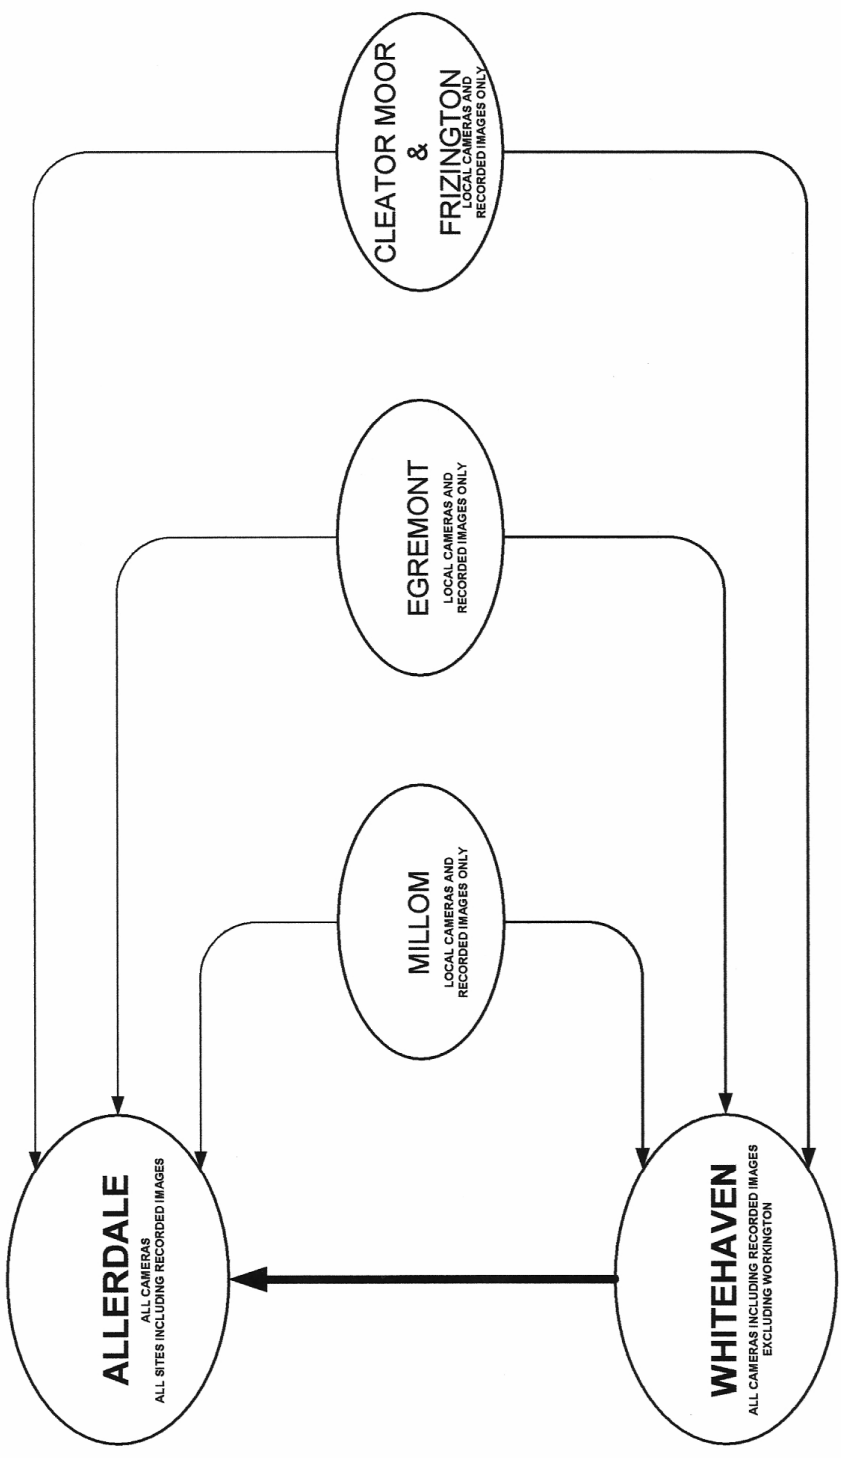 ALLERDALE
ALL CAMERAS
ALL SITES INCLUDING RECORDED IMAGES
MILLOM
LOCAL CAMERAS AND
RECORDED IMAGES ONLY
EGREMONT
LOCAL CAMERAS AND
RECORDED IMAGES ONLY
CLEATOR MOOR
&
FRIZINGTON
LOCAL CAMERAS AND
RECORDED IMAGES ONLY
WHITEHAVEN
ALL CAMERAS INCLUDING RECORDED IMAGES
EXCLUDING WORKINGTON